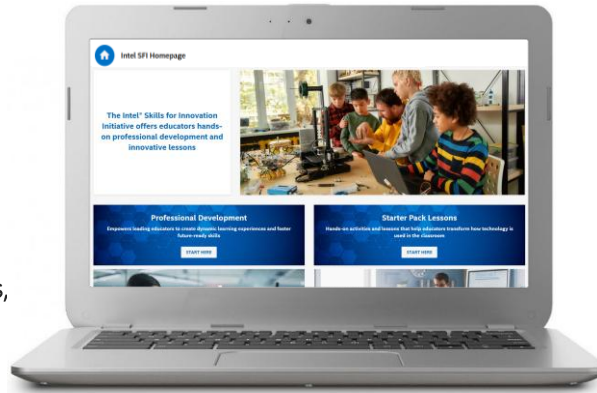 Intel SFI Homepage
The Intel® Skills for Innovation
Initiative offers educators hands-
on professional development and
innovative lessons
Professional Development
Empowers leading educators to create dynamic learning experiences and foster
future-ready skills
START HERE
Starter Pack Lessons
Hands-on activities and lessons that help educators transform how technology is
used in the classroom
START HERE
s,